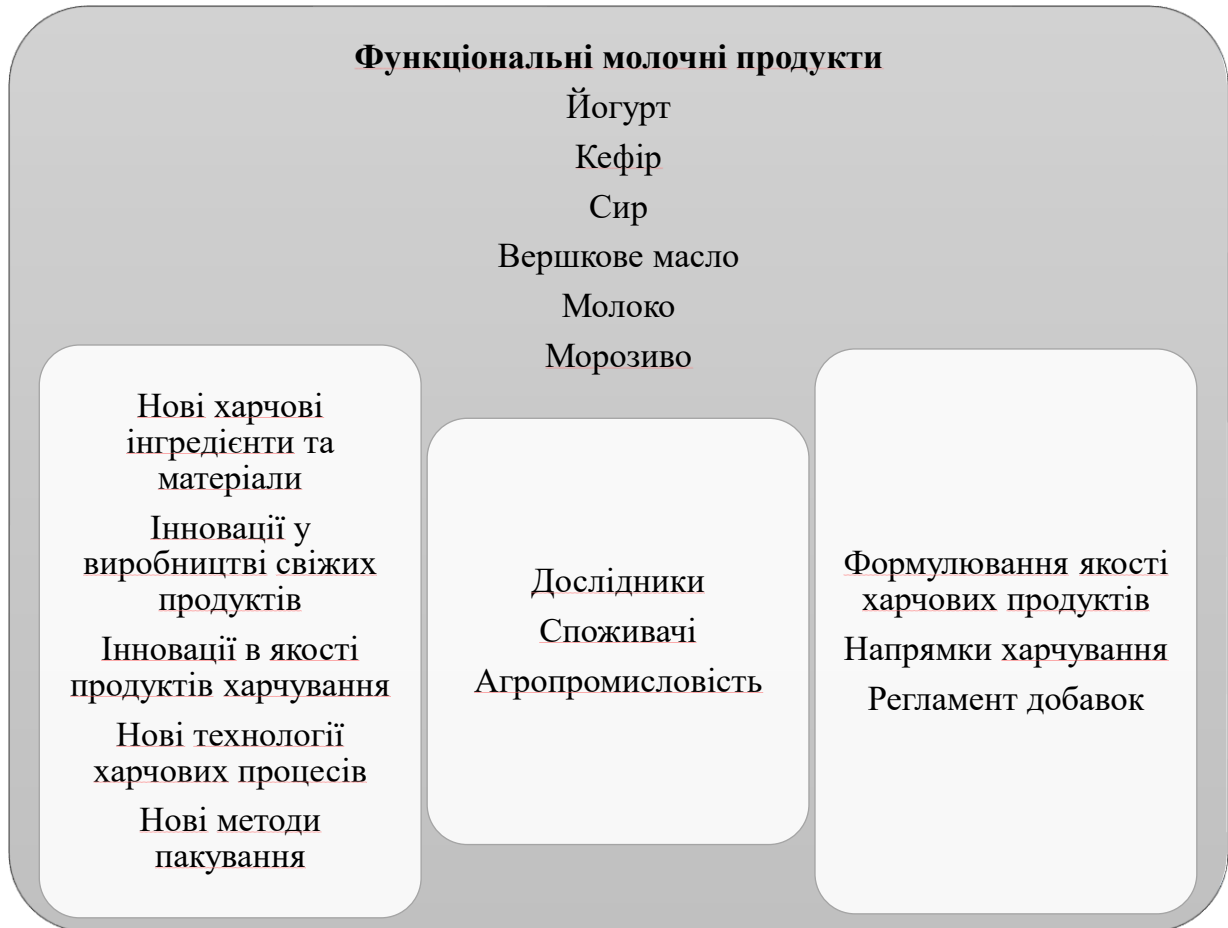 Функціональні молочні продукти
Йогурт
Кефір
Сир
Вершкове масло
Молоко
Морозиво
Нові харчові
інгредієнти та
матеріали
Інновації у
виробництві свіжих
продуктів
Інновації в якості
продуктів харчування
Нові технології
харчових процесів
Нові методи
пакування
Дослідники
Споживачі
Агропромисловість
Формулювання якості
харчових продуктів
Напрямки харчування
Регламент добавок